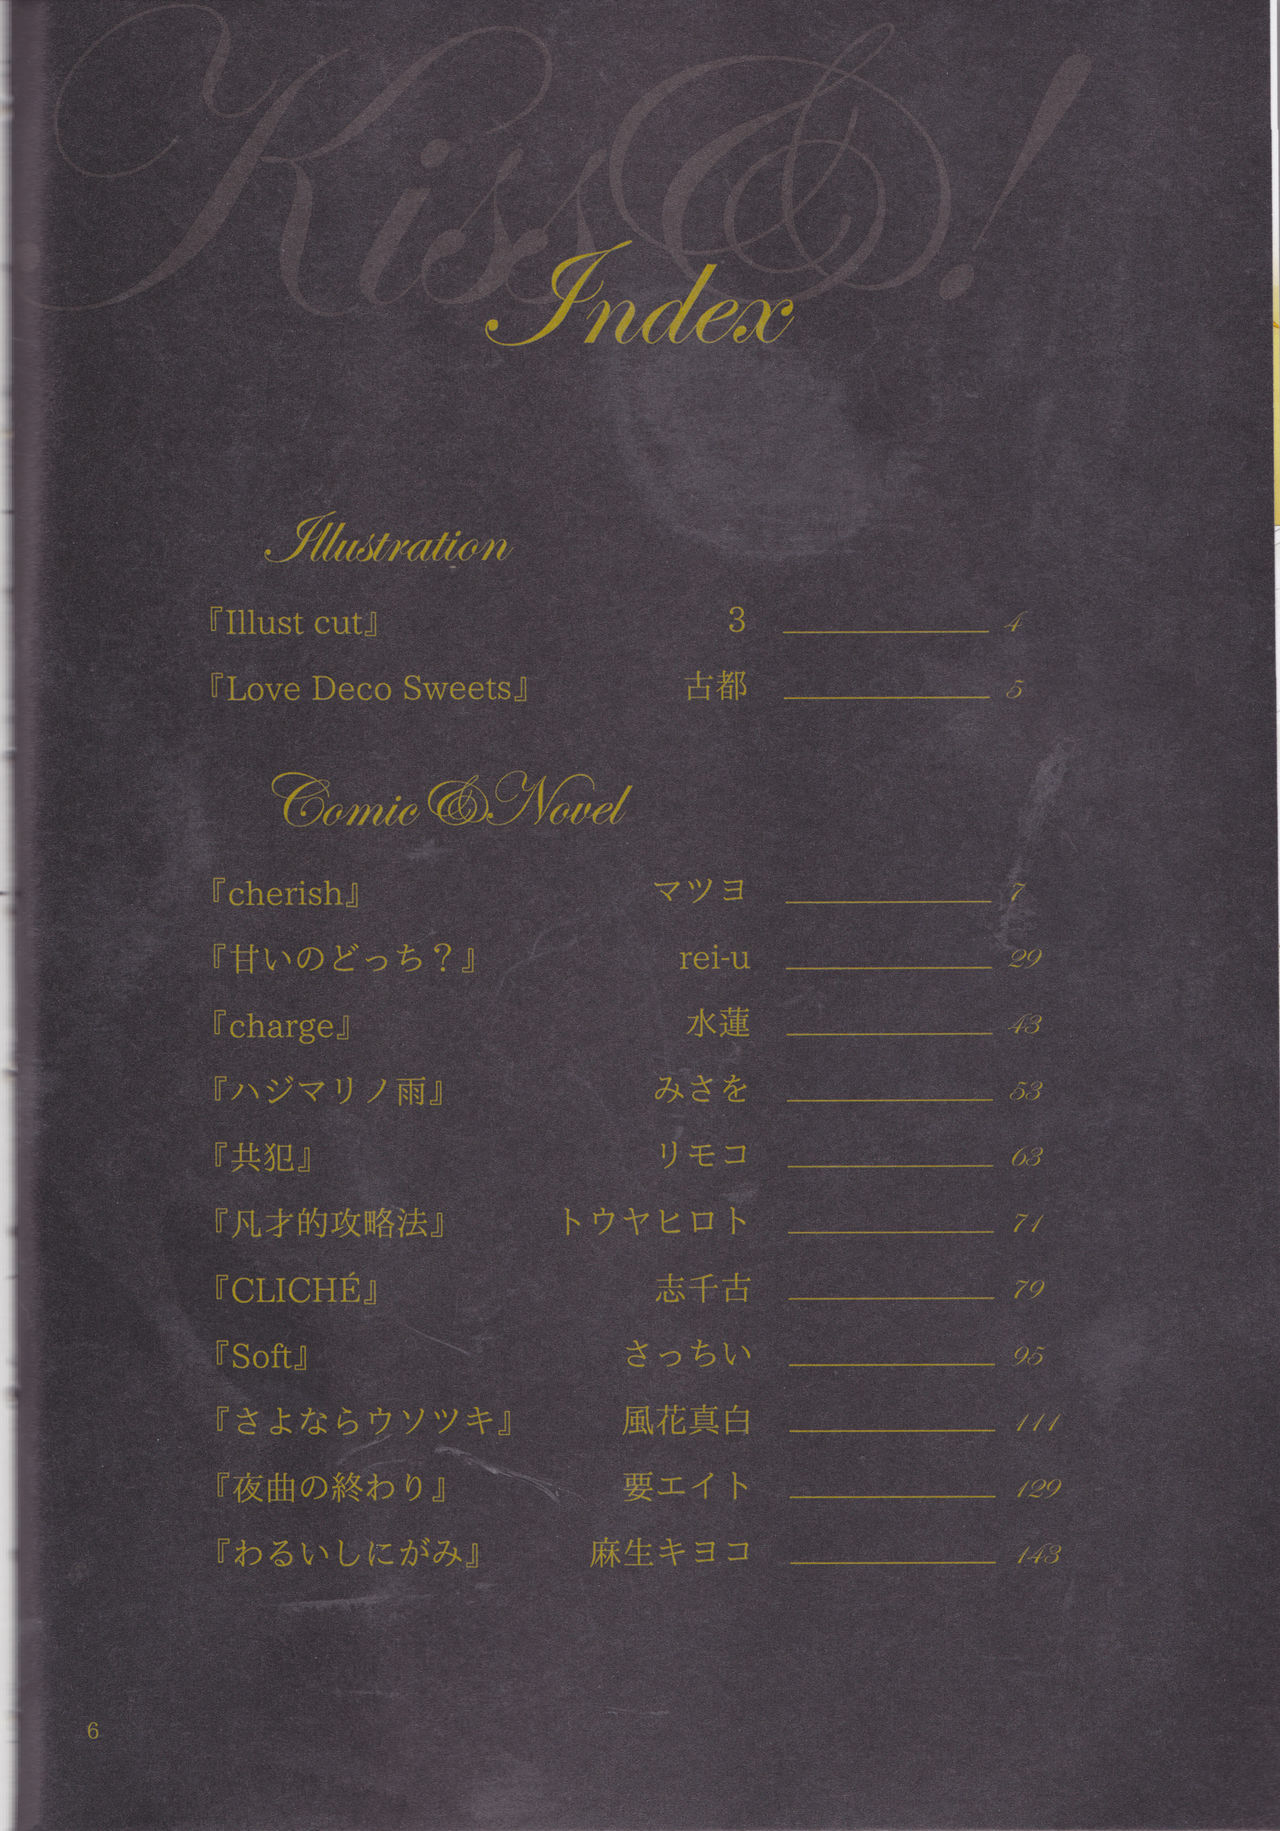 Kiss&!
Index
Illustration
『Illust cut』 3 4
『Love Deco Sweets』 古都 5
Comic & Novel
『cherish』 マツヨ 7
『甘いのどっち？』 rei-u 29
『charge』 水蓮 43
『ハジマリノ雨』 みさを 53
『共犯』 リモコ 63
『凡才的攻略法』 トウヤヒロト 71
『CLICHÉ』 志千古 79
『Soft』 さっちい 95
『さよならウソツキ』 風花真白 111
『夜曲の終わり』 要エイト 129
『わるいしにがみ』 麻生キヨコ 143
6